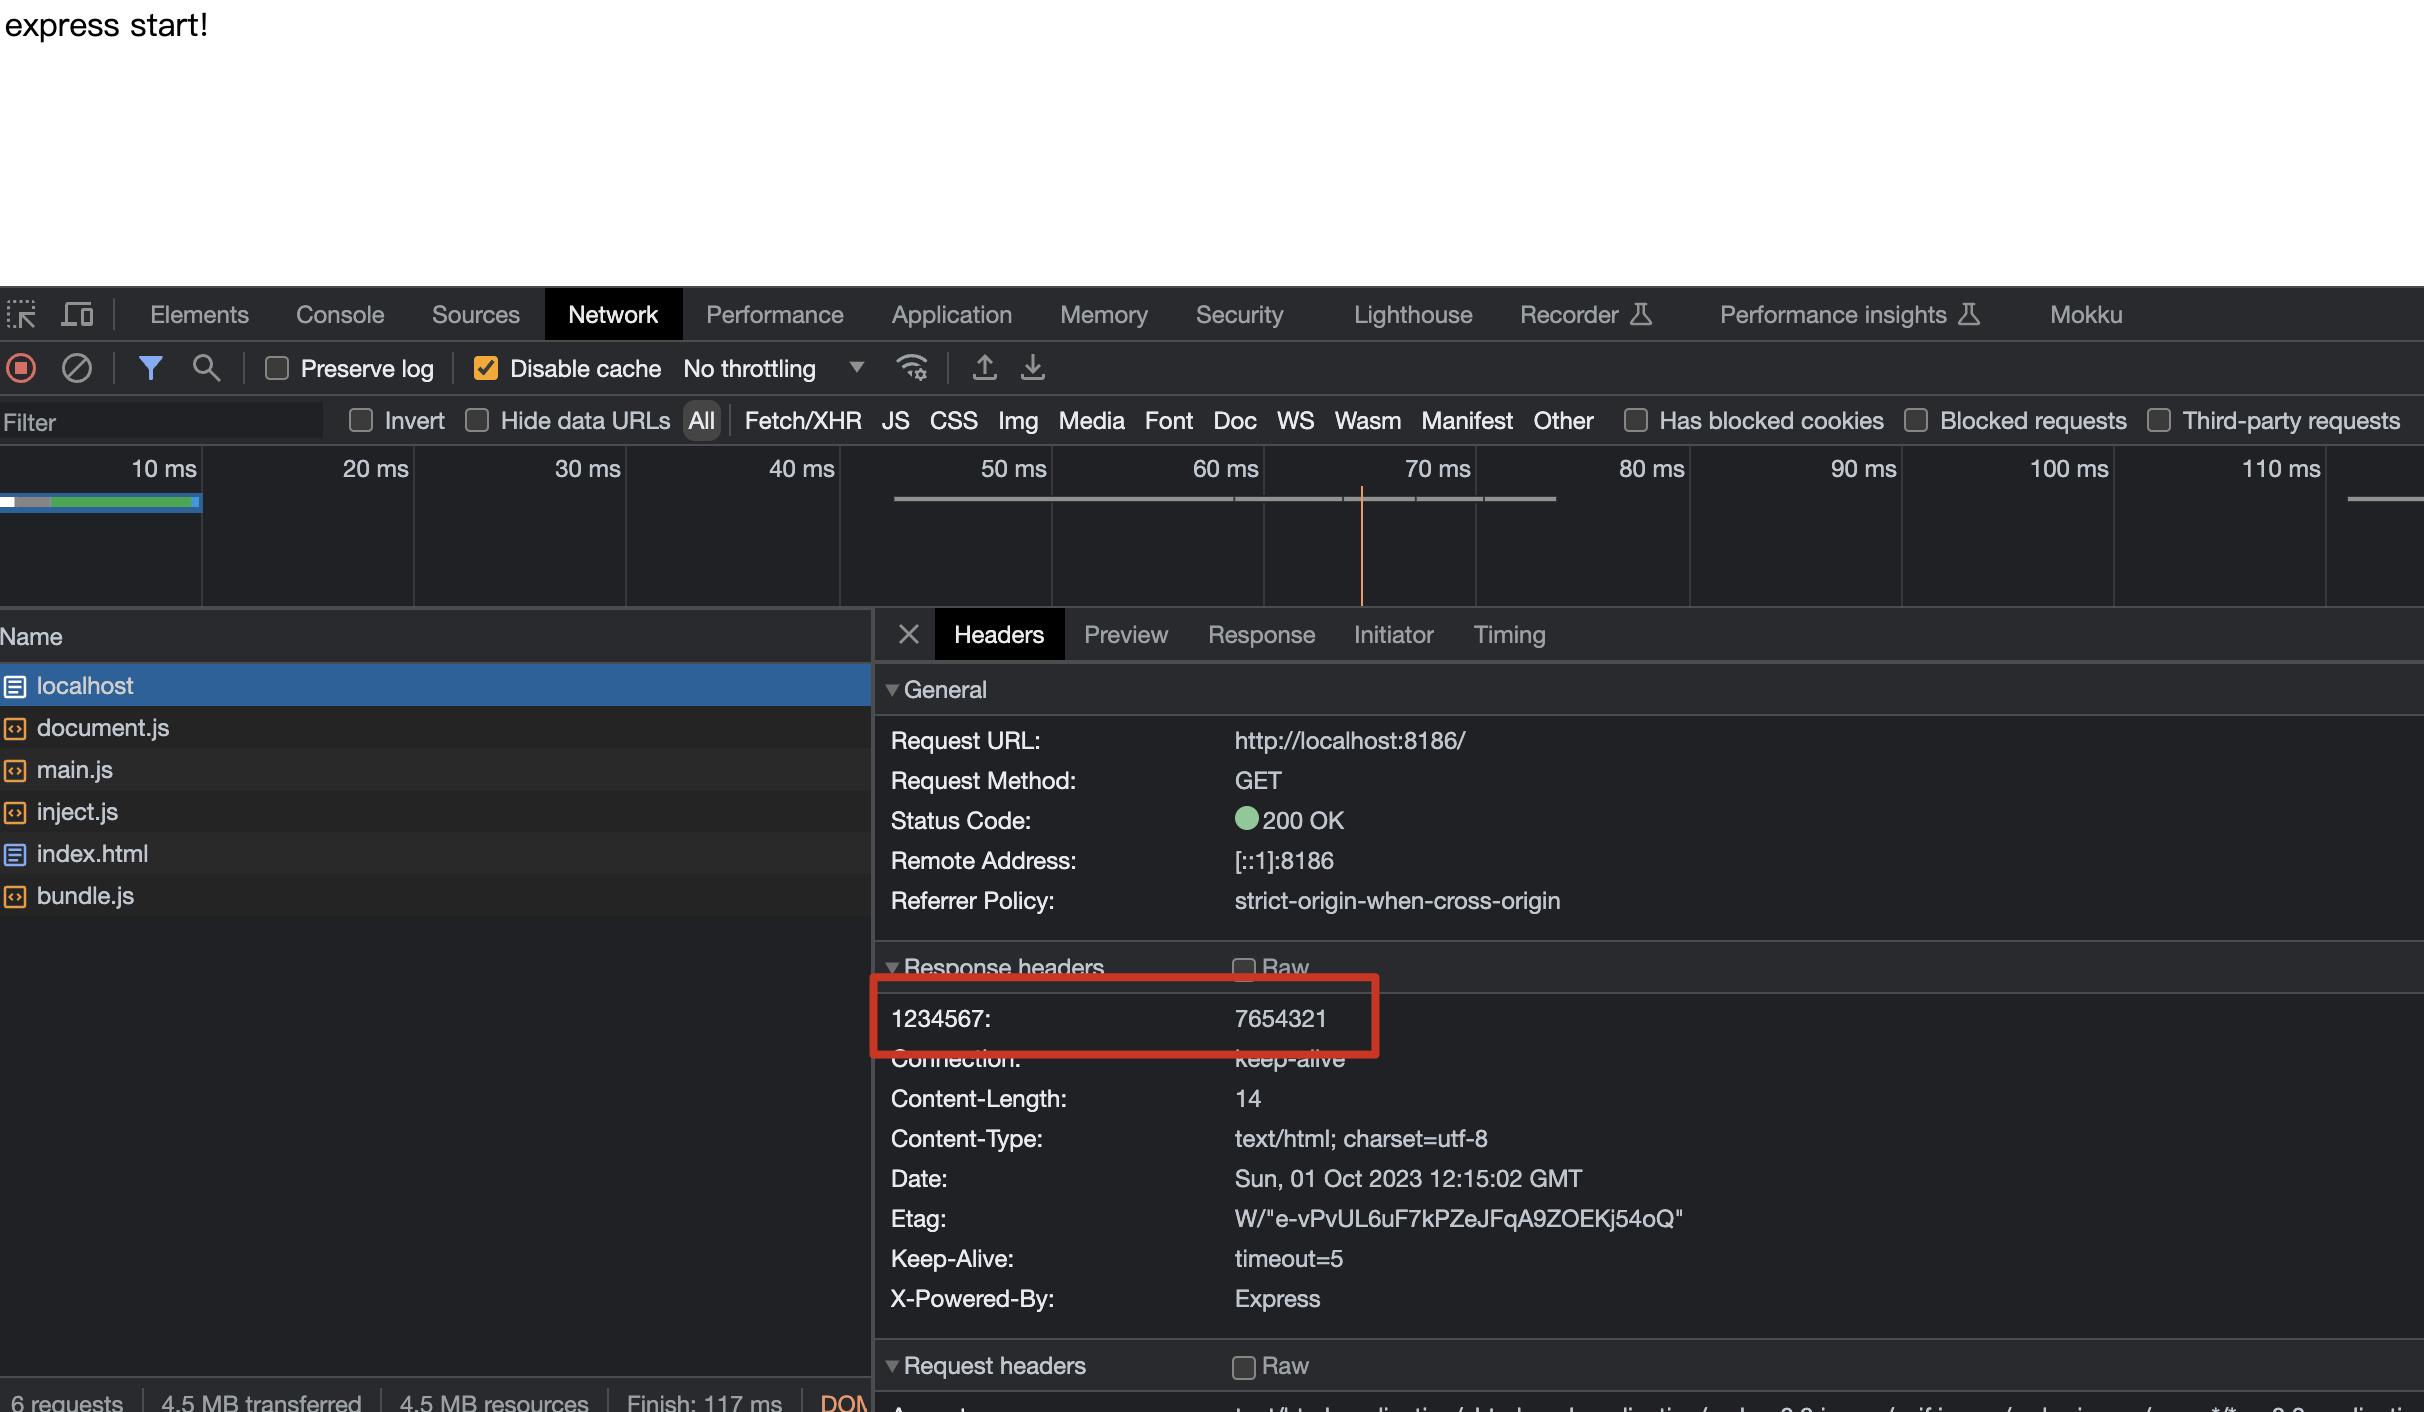 express start!
Elements Console Sources Network Performance Application Memory Security Lighthouse Recorder Performance insights Mokku
Preserve log Disable cache No throttling
Filter Invert Hide data URLs All Fetch/XHR JS CSS Img Media Font Doc WS Wasm Manifest Other Has blocked cookies Blocked requests Third-party requests
10 ms 20 ms 30 ms 40 ms 50 ms 60 ms 70 ms 80 ms 90 ms 100 ms 110 ms
Name
localhost
document.js
main.js
inject.js
index.html
bundle.js
6 requests 4.5 MB transferred 4.5 MB resources Finish: 117 ms
Headers Preview Response Initiator Timing
General
Request URL: http://localhost:8186/
Request Method: GET
Status Code: 200 OK
Remote Address: [::1]:8186
Referrer Policy: strict-origin-when-cross-origin
Response headers Raw
1234567: 7654321
Connection: keep-alive
Content-Length: 14
Content-Type: text/html; charset=utf-8
Date: Sun, 01 Oct 2023 12:15:02 GMT
Etag: W/"e-vPvUL6uF7kPZeJFqA9ZOEKj54oQ"
Keep-Alive: timeout=5
X-Powered-By: Express
Request headers Raw